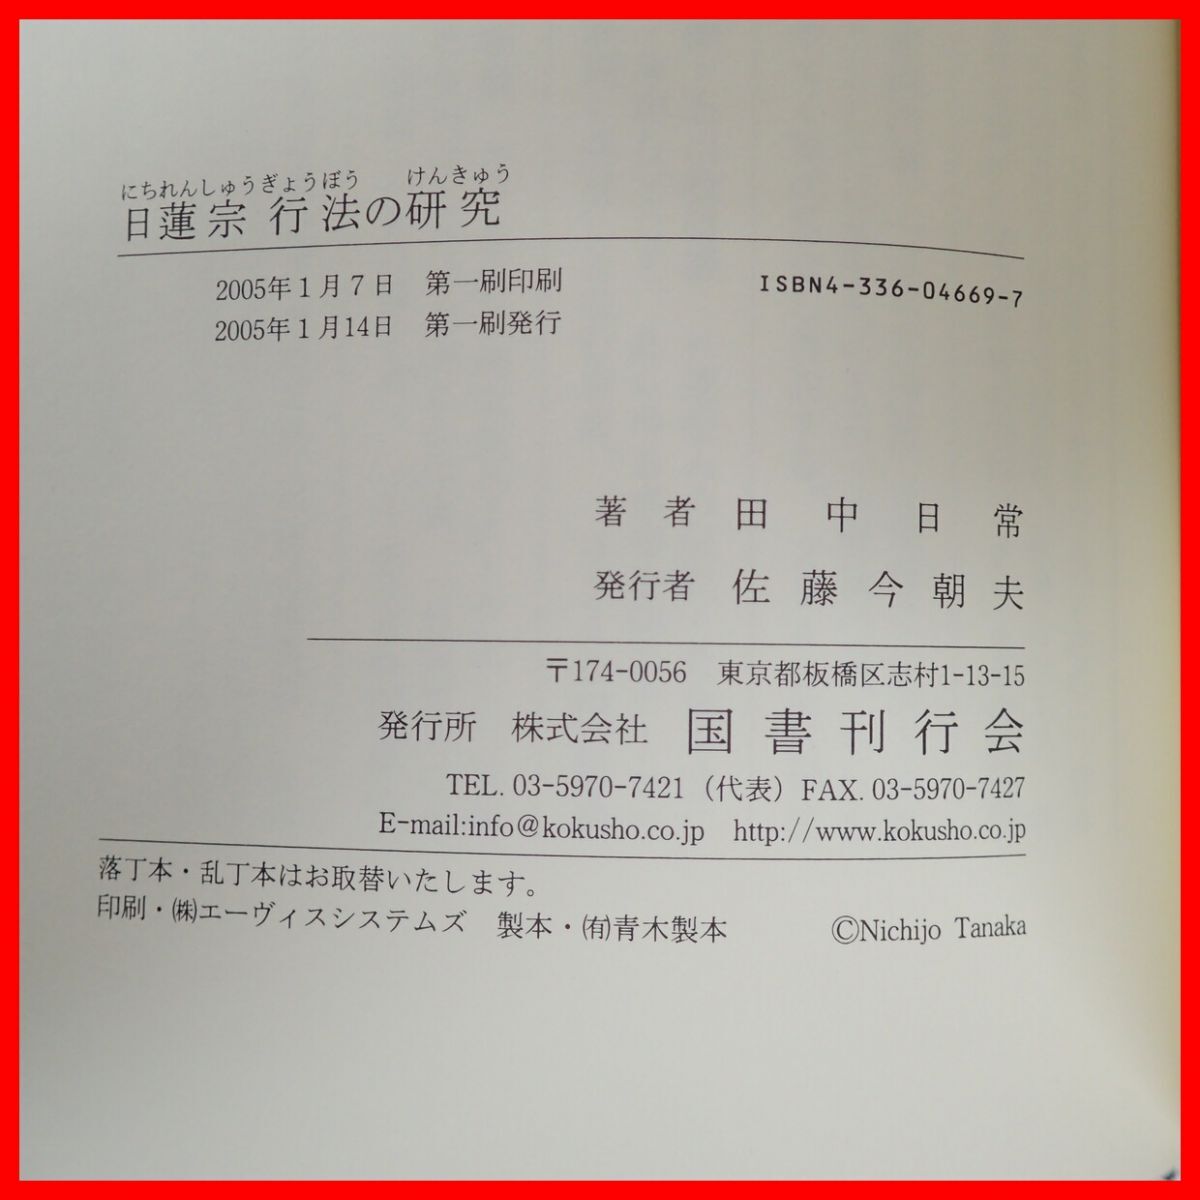 にちれんしゅうぎょうぼう けんきゅう
日蓮宗 行法の研究
2005年1月7日 第一刷印刷
ISBN4-336-04669-7
2005年1月14日 第一刷発行
著者 田中日常
発行者 佐藤今朝夫
〒174-0056 東京都板橋区志村1-13-15
発行所 株式会社 国書刊行会
TEL. 03-5970-7421（代表）FAX. 03-5970-7427
E-mail:info@kokusho.co.jp http://www.kokusho.co.jp
落丁本・乱丁本はお取替いたします。
印刷・㈱エーヴィスシステムズ 製本・㈲青木製本 ©Nichijo Tanaka